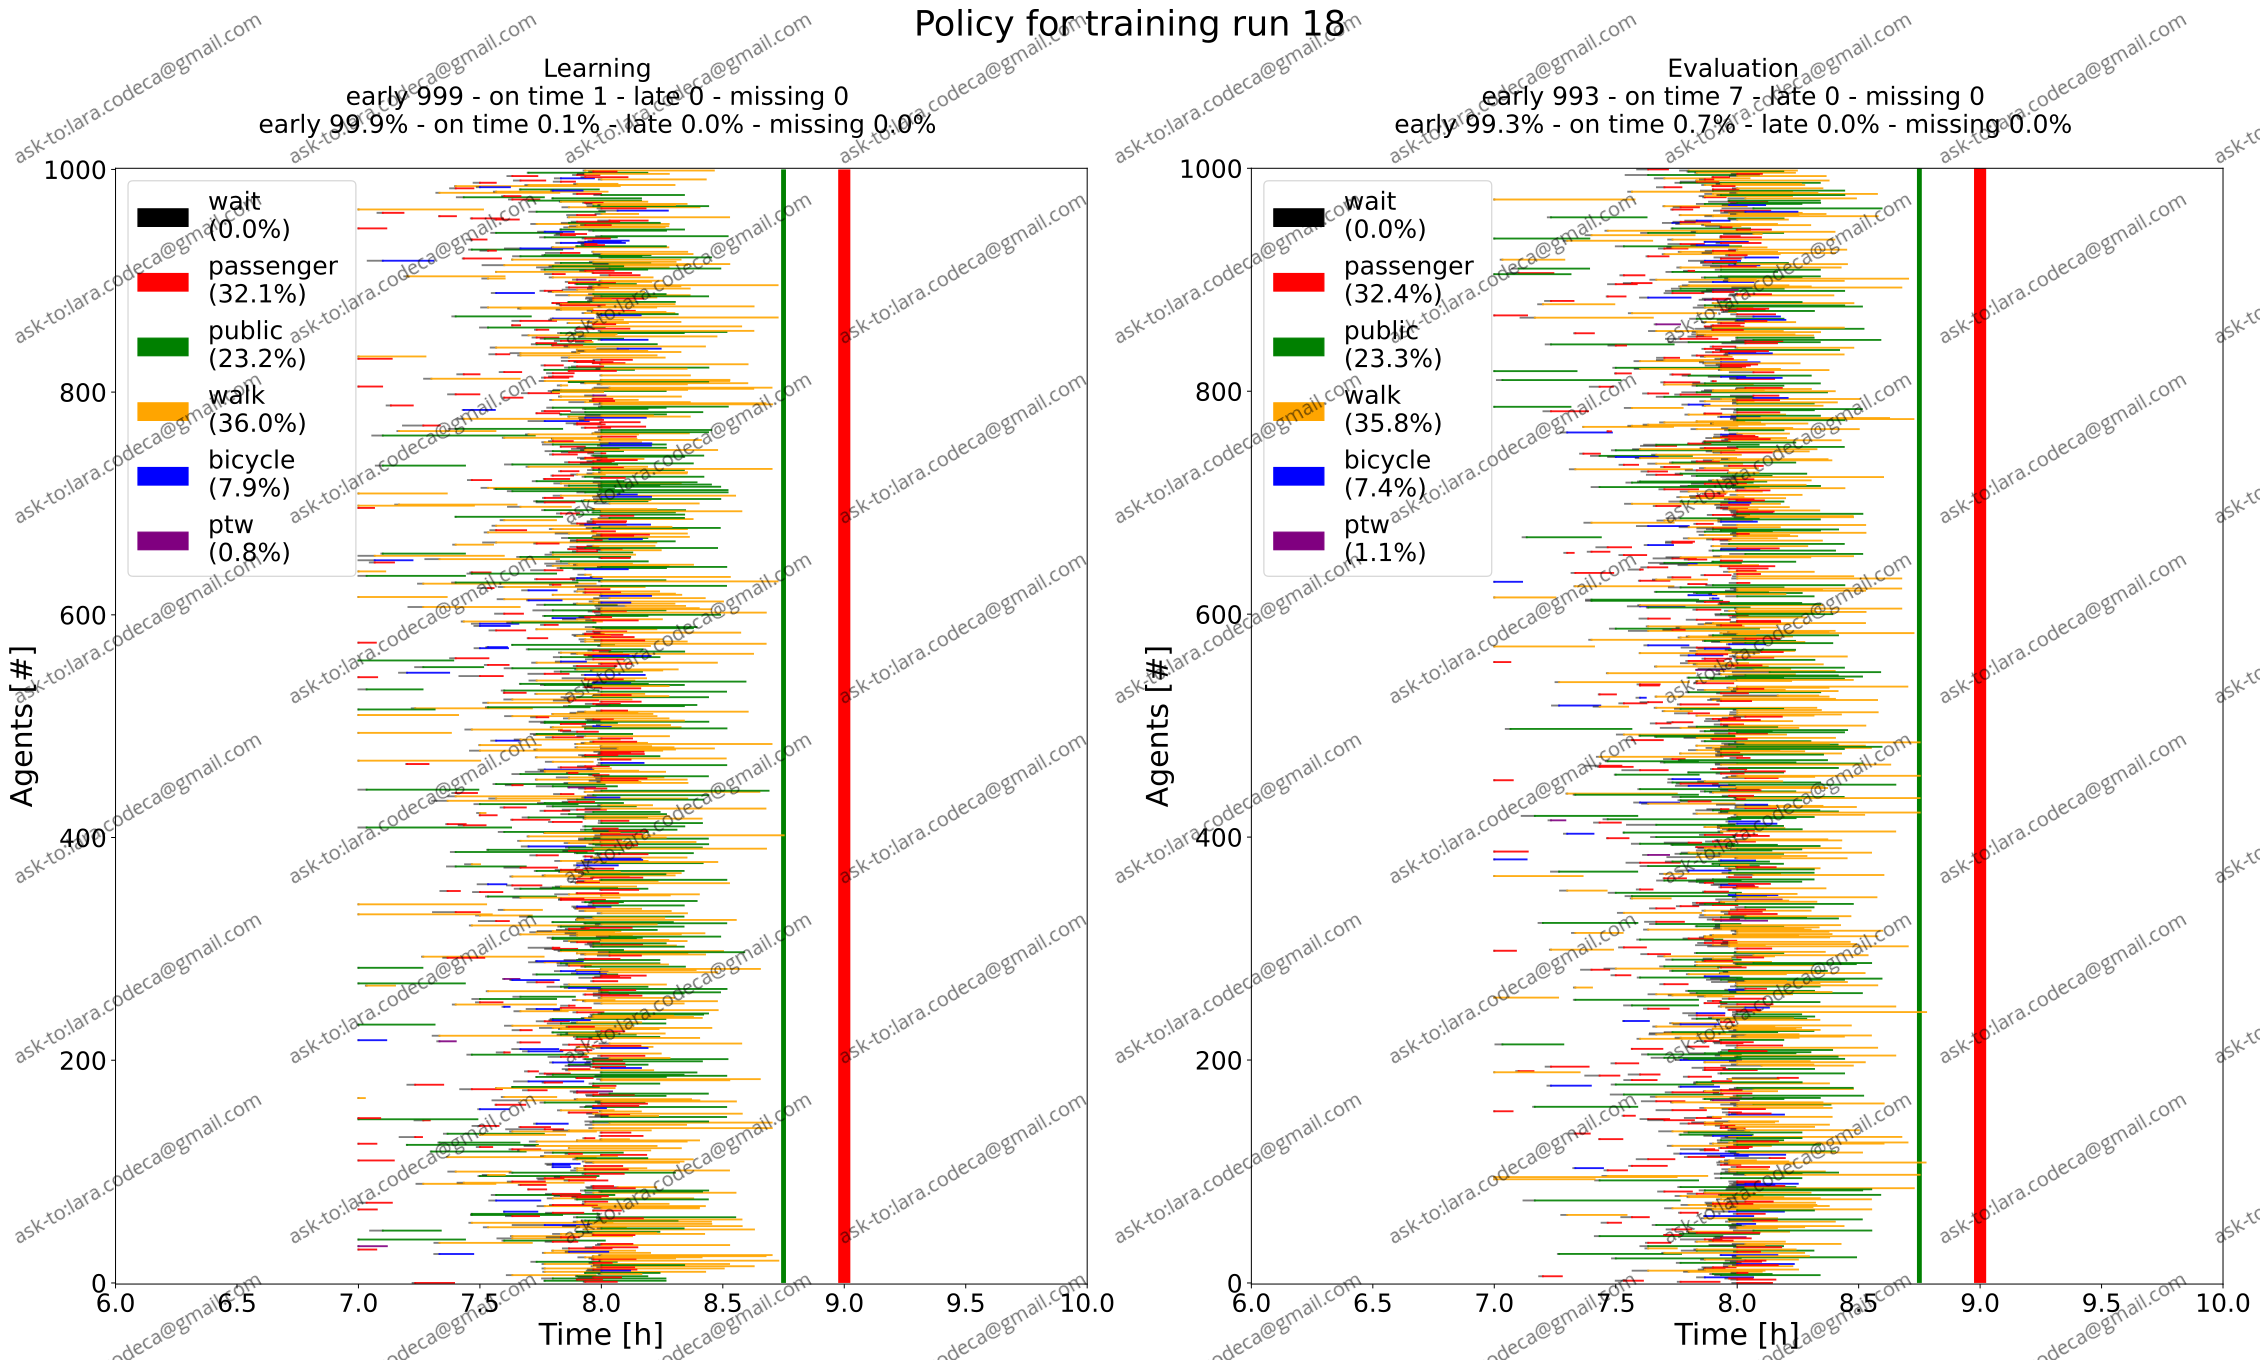 Policy for training run 18
Learning
early 999 - on time 1 - late 0 - missing 0
early 99.9% - on time 0.1% - late 0.0% - missing 0.0%
1000
800
600
400
200
0
Agents [#]
wait
(0.0%)
passenger
(32.1%)
public
(23.2%)
walk
(36.0%)
bicycle
(7.9%)
ptw
(0.8%)
6.0 6.5 7.0 7.5 8.0 8.5 9.0 9.5 10.0
Time [h]
Evaluation
early 993 - on time 7 - late 0 - missing 0
early 99.3% - on time 0.7% - late 0.0% - missing 0.0%
1000
800
600
400
200
0
Agents [#]
wait
(0.0%)
passenger
(32.4%)
public
(23.3%)
walk
(35.8%)
bicycle
(7.4%)
ptw
(1.1%)
6.0 6.5 7.0 7.5 8.0 8.5 9.0 9.5 10.0
Time [h]
ask-to:lara.codeca@gmail.com